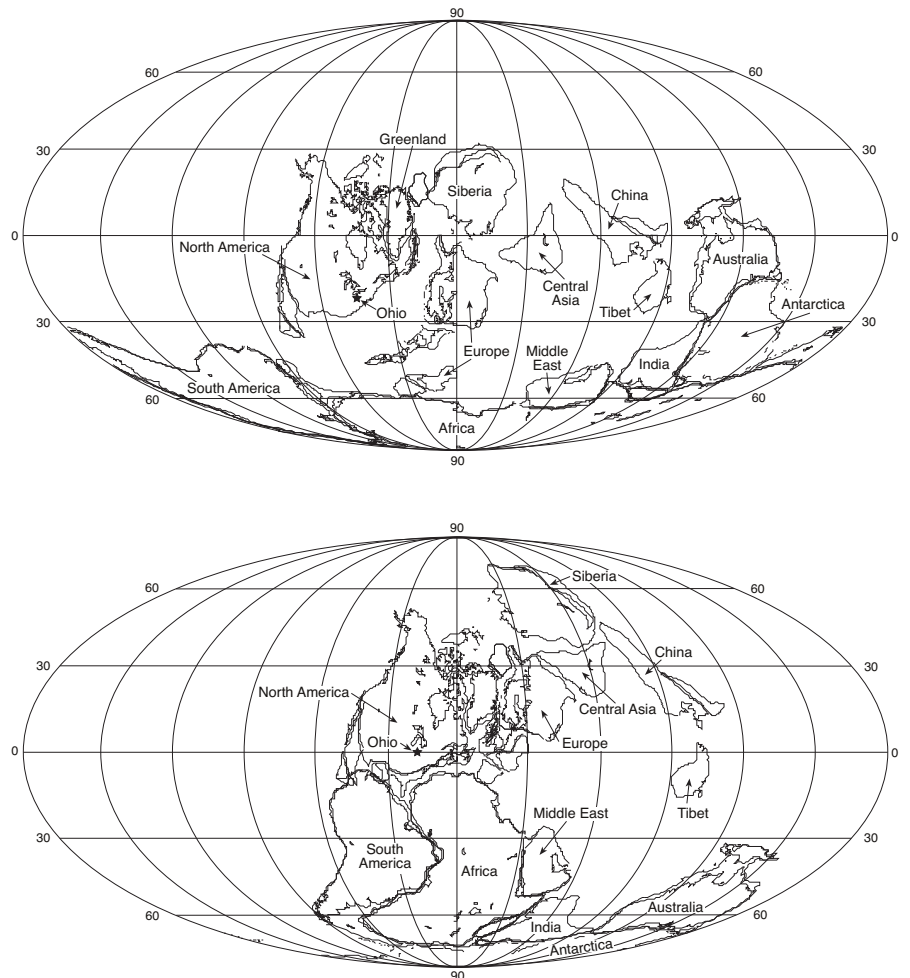 90
60
60
Greenland
30
30
Siberia
China
0
0
North America
Australia
Central
Asia
Ohio
Tibet
Antarctica
30
30
Europe
Middle
East
India
South America
60
60
Africa
90
90
Siberia
60
60
China
30
30
North America
Central Asia
Ohio
Europe
0
0
Tibet
Middle East
30
30
South
America
Africa
Australia
60
60
India
Antarctica
90